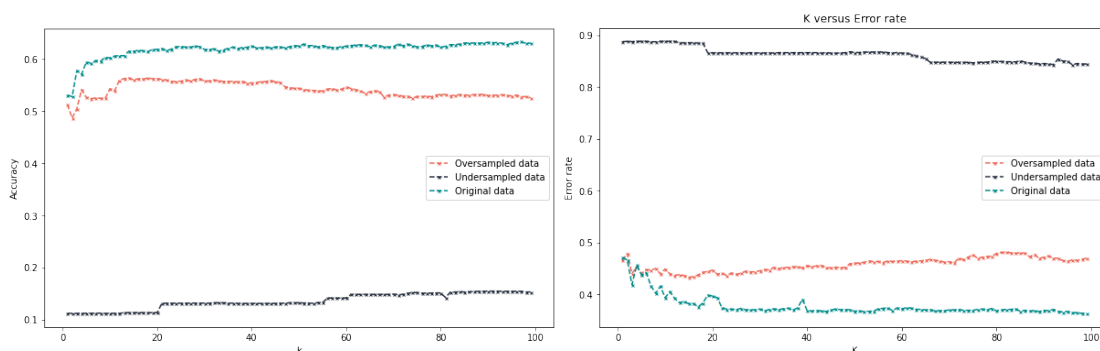 K versus Error rate
0.6
0.5
0.4
0.3
0.2
0.1
Accuracy
0
20
40
60
80
100
k
Oversampled data
Undersampled data
Original data
0.9
0.8
0.7
0.6
0.5
0.4
Error rate
0
20
40
60
80
100
K
Oversampled data
Undersampled data
Original data